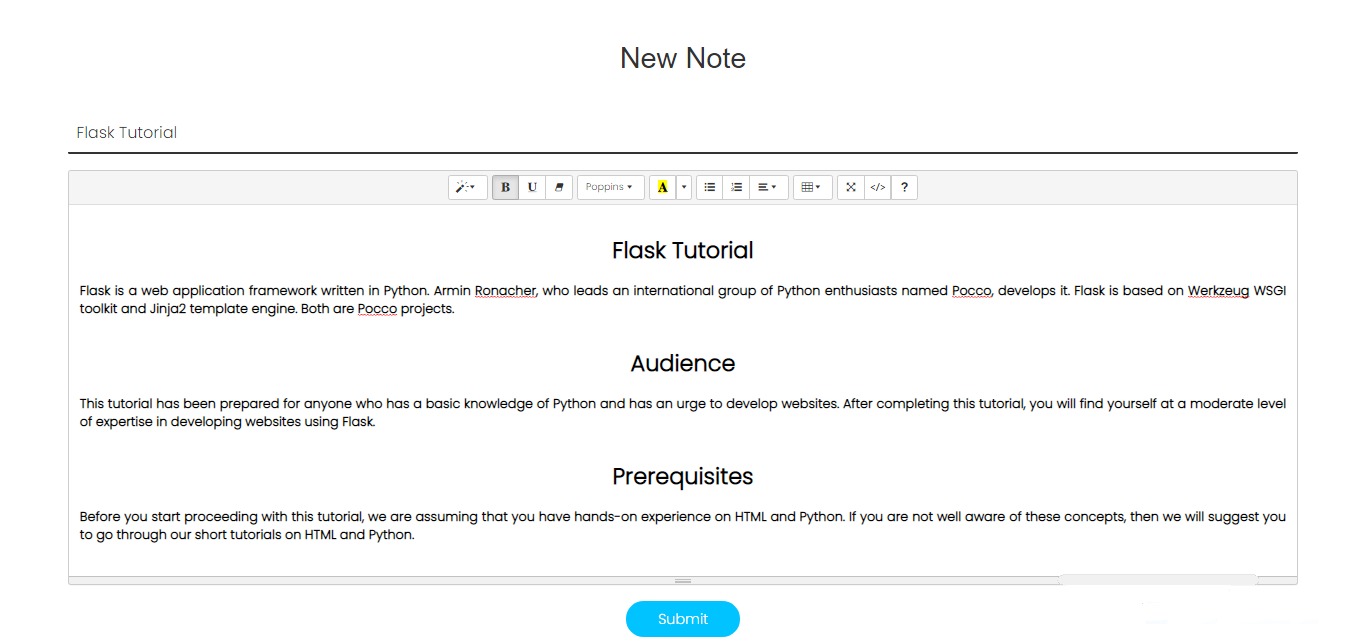 New Note
Flask Tutorial
B U Poppins A </> ?
Flask Tutorial
Flask is a web application framework written in Python. Armin Ronacher, who leads an international group of Python enthusiasts named Pocco, develops it. Flask is based on Werkzeug WSGI
toolkit and Jinja2 template engine. Both are Pocco projects.
Audience
This tutorial has been prepared for anyone who has a basic knowledge of Python and has an urge to develop websites. After completing this tutorial, you will find yourself at a moderate level
of expertise in developing websites using Flask.
Prerequisites
Before you start proceeding with this tutorial, we are assuming that you have hands-on experience on HTML and Python. If you are not well aware of these concepts, then we will suggest you
to go through our short tutorials on HTML and Python.
Submit